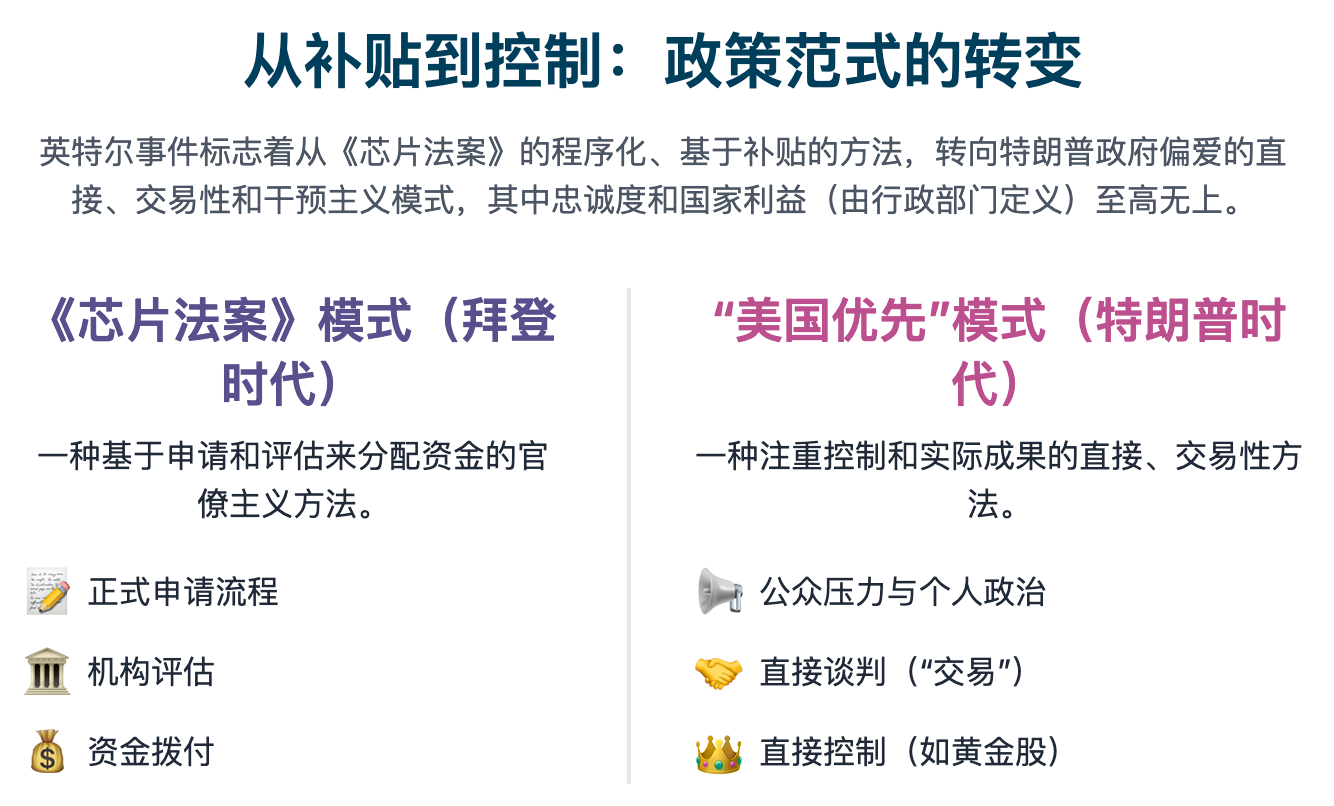 从补贴到控制：政策范式的转变
英特尔事件标志着从《芯片法案》的程序化、基于补贴的方法，转向特朗普政府偏爱的直
接、交易性和干预主义模式，其中忠诚度和国家利益（由行政部门定义）至高无上。
《芯片法案》模式（拜登
时代）
一种基于申请和评估来分配资金的官
僚主义方法。
正式申请流程
机构评估
资金拨付
“美国优先”模式（特朗普时
代）
一种注重控制和实际成果的直接、交易性方
法。
公众压力与个人政治
直接谈判（“交易”）
直接控制（如黄金股）